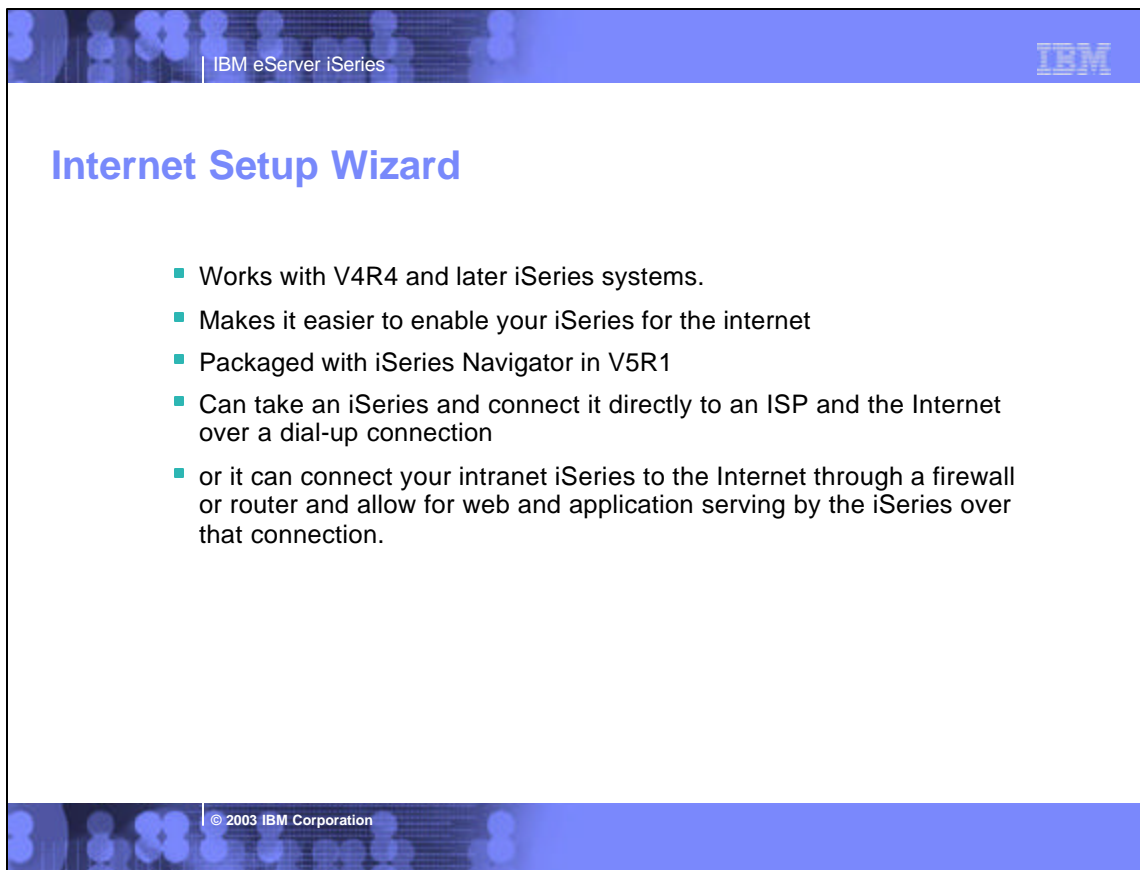 IBM eServer iSeries
IBM
Internet Setup Wizard
Works with V4R4 and later iSeries systems.
Makes it easier to enable your iSeries for the internet
Packaged with iSeries Navigator in V5R1
Can take an iSeries and connect it directly to an ISP and the Internet
over a dial-up connection
or it can connect your intranet iSeries to the Internet through a firewall
or router and allow for web and application serving by the iSeries over
that connection.
© 2003 IBM Corporation